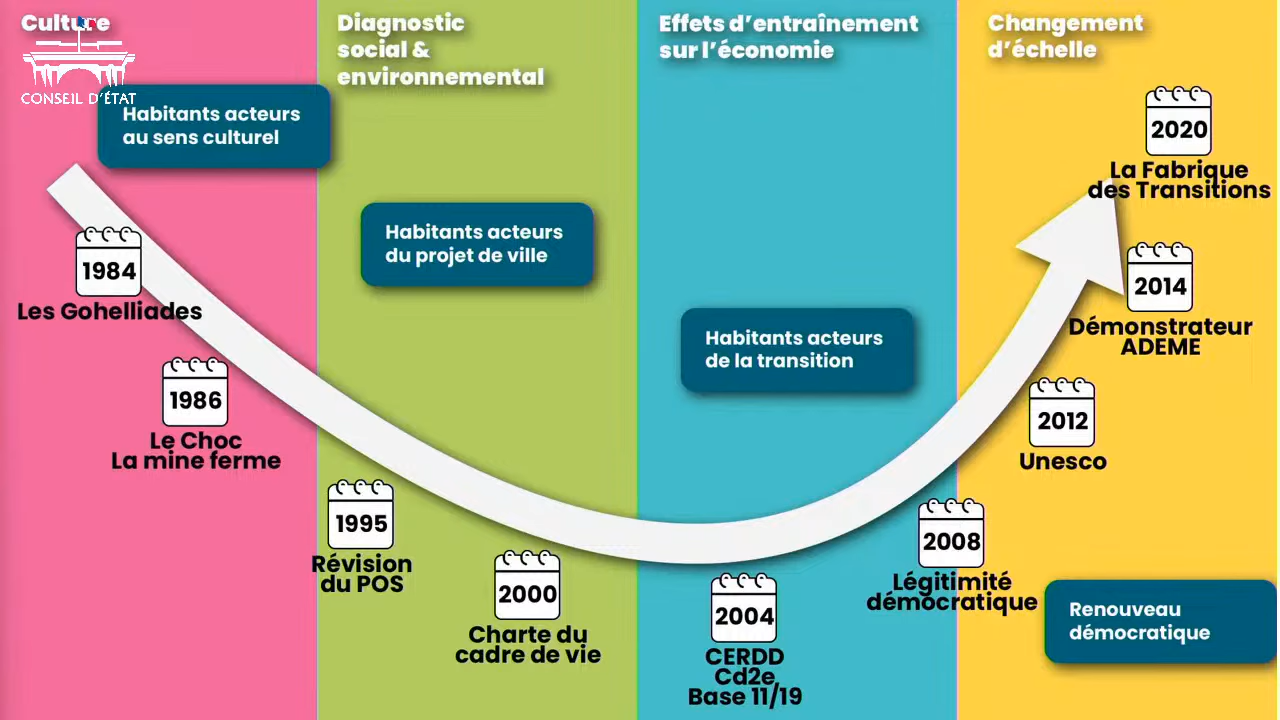 Culture
CONSEIL D'ÉTAT
Habitants acteurs
au sens culturel
1984
Les Gohelliades
1986
Le Choc
La mine ferme
Diagnostic
social &
environnemental
Habitants acteurs
du projet de ville
1995
Révision
du POS
2000
Charte du
cadre de vie
Effets d'entraînement
sur l'économie
Habitants acteurs
de la transition
2004
CERDD
Cd2e
Base 11/19
2008
Légitimité
démocratique
Changement
d'échelle
2020
La Fabrique
des Transitions
2014
Démonstrateur
ADEME
2012
Unesco
Renouveau
démocratique